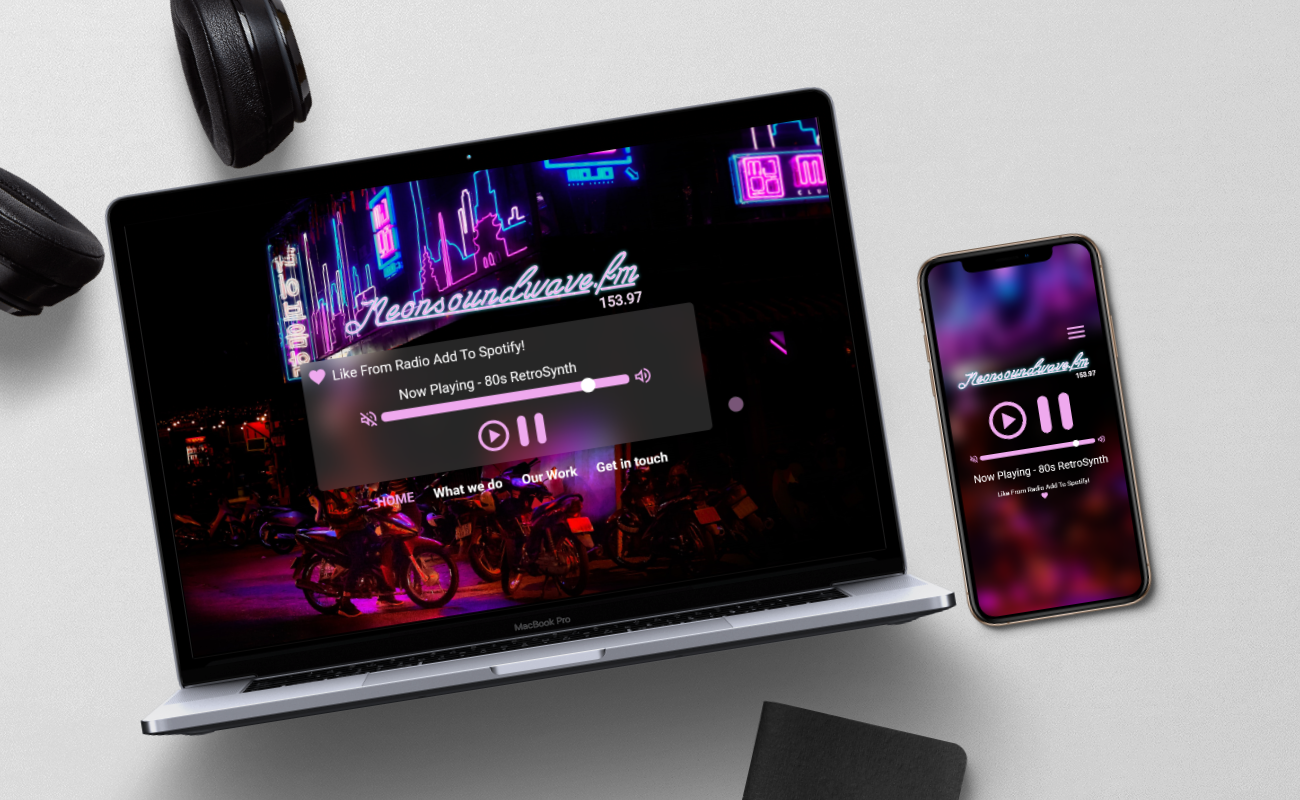 MOJO
MOJO
Neonsoundwave.fm
153.97
Like From Radio Add To Spotify!
Now Playing - 80s RetroSynth
HOME
What we do
Our Work
Get in touch
MacBook Pro
Neonsoundwave.fm
153.97
Now Playing - 80s RetroSynth
Like From Radio Add To Spotify!